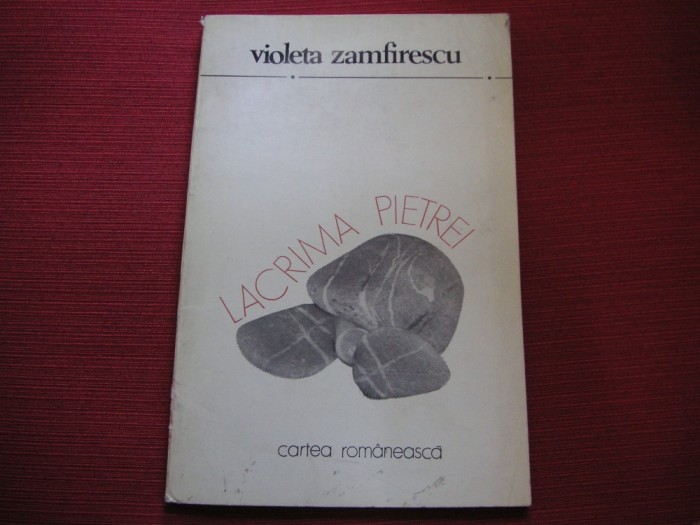 violeta zamfirescu
LACRIMA PIETREI
cartea românească